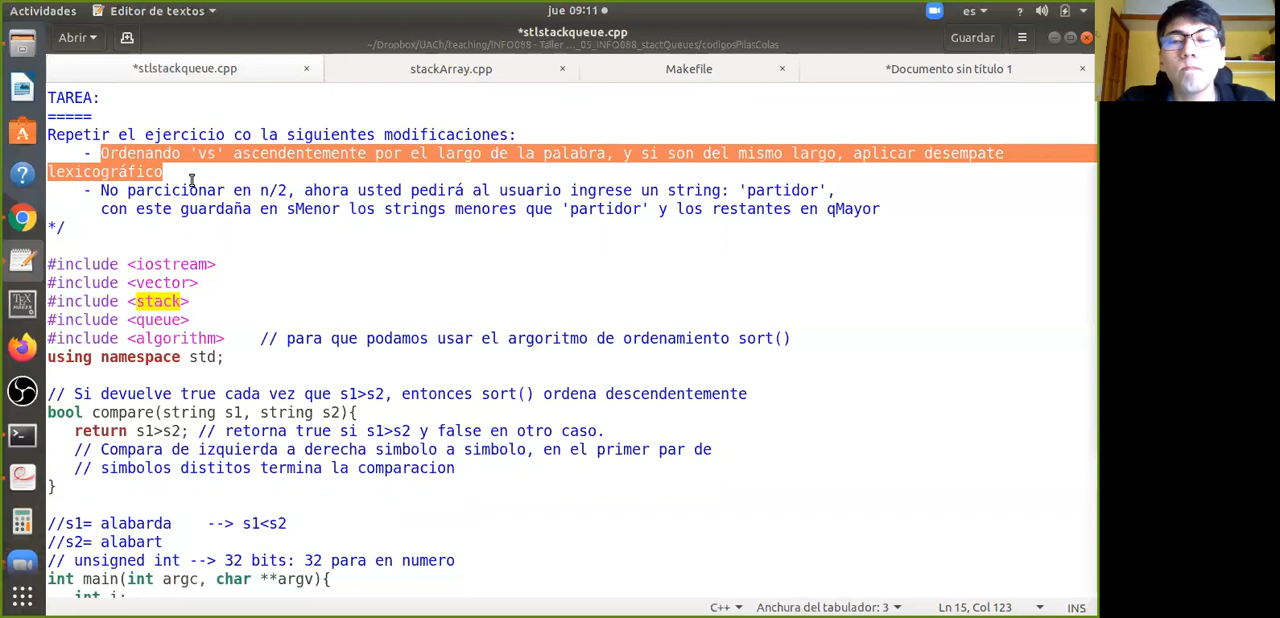 Actividades Editor de textos jue 09:11 es ?
Abrir *stlstackqueue.cpp Guardar
~/Dropbox/UACh/teaching/INFO088 - Taller ..._05_INFO088_stactQueues/codigosPilasColas
*stlstackqueue.cpp × stackArray.cpp × Makefile × *Documento sin título 1 ×
TAREA:
=====
Repetir el ejercicio co la siguientes modificaciones:
- Ordenando 'vs' ascendentemente por el largo de la palabra, y si son del mismo largo, aplicar desempate
lexicográfico
- No parcicionar en n/2, ahora usted pedirá al usuario ingrese un string: 'partidor',
con este guardaña en sMenor los strings menores que 'partidor' y los restantes en qMayor
*/
#include <iostream>
#include <vector>
#include <stack>
#include <queue>
#include <algorithm> // para que podamos usar el argoritmo de ordenamiento sort()
using namespace std;
// Si devuelve true cada vez que s1>s2, entonces sort() ordena descendentemente
bool compare(string s1, string s2){
return s1>s2; // retorna true si s1>s2 y false en otro caso.
// Compara de izquierda a derecha simbolo a simbolo, en el primer par de
// simbolos distitos termina la comparacion
}
//s1= alabarda --> s1<s2
//s2= alabart
// unsigned int --> 32 bits: 32 para en numero
int main(int argc, char **argv){
int i;
C++ Anchura del tabulador: 3 Ln 15, Col 123 INS